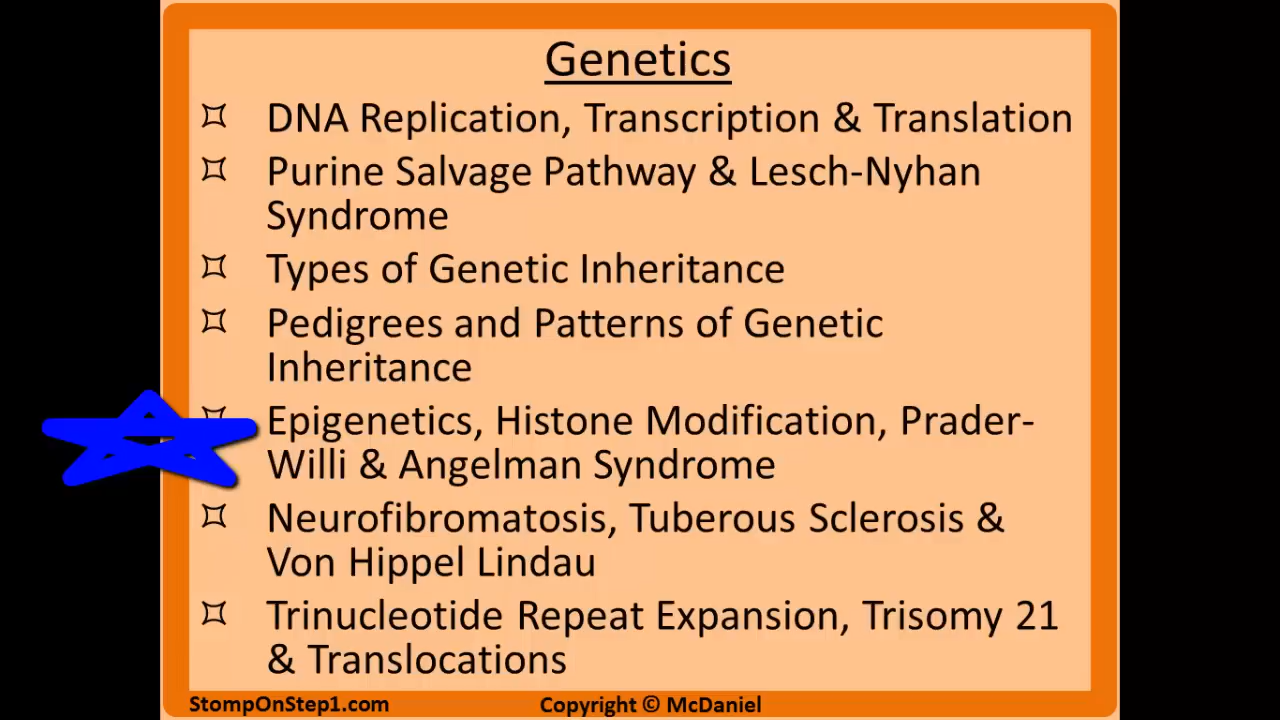 Genetics
DNA Replication, Transcription & Translation
Purine Salvage Pathway & Lesch-Nyhan
Syndrome
Types of Genetic Inheritance
Pedigrees and Patterns of Genetic
Inheritance
Epigenetics, Histone Modification, Prader-
Willi & Angelman Syndrome
Neurofibromatosis, Tuberous Sclerosis &
Von Hippel Lindau
Trinucleotide Repeat Expansion, Trisomy 21
& Translocations
StompOnStep1.com
Copyright © McDaniel